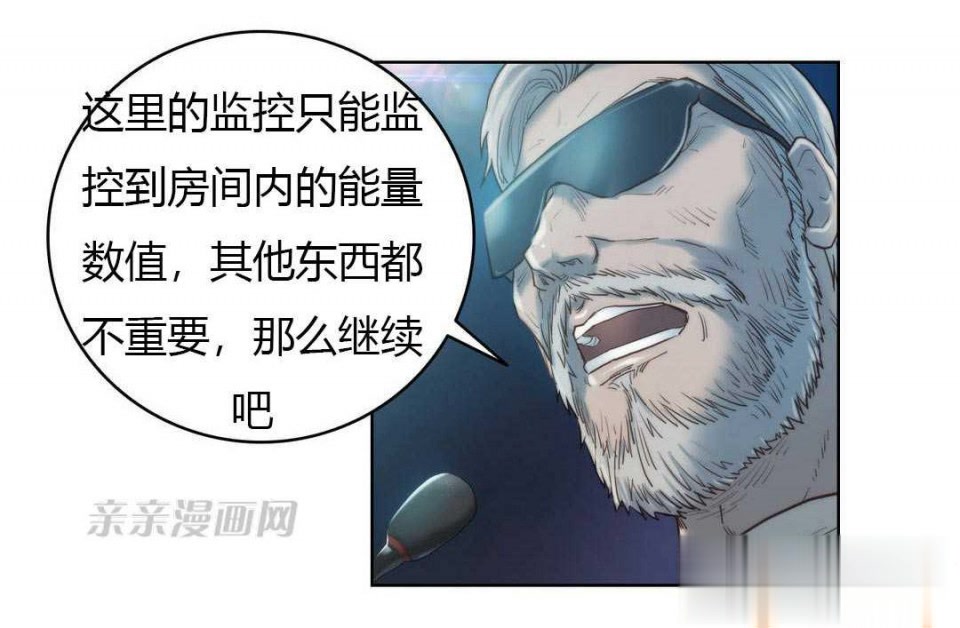 这里的监控只能监
控到房间内的能量
数值，其他东西都
不重要，那么继续
吧
亲亲漫画网